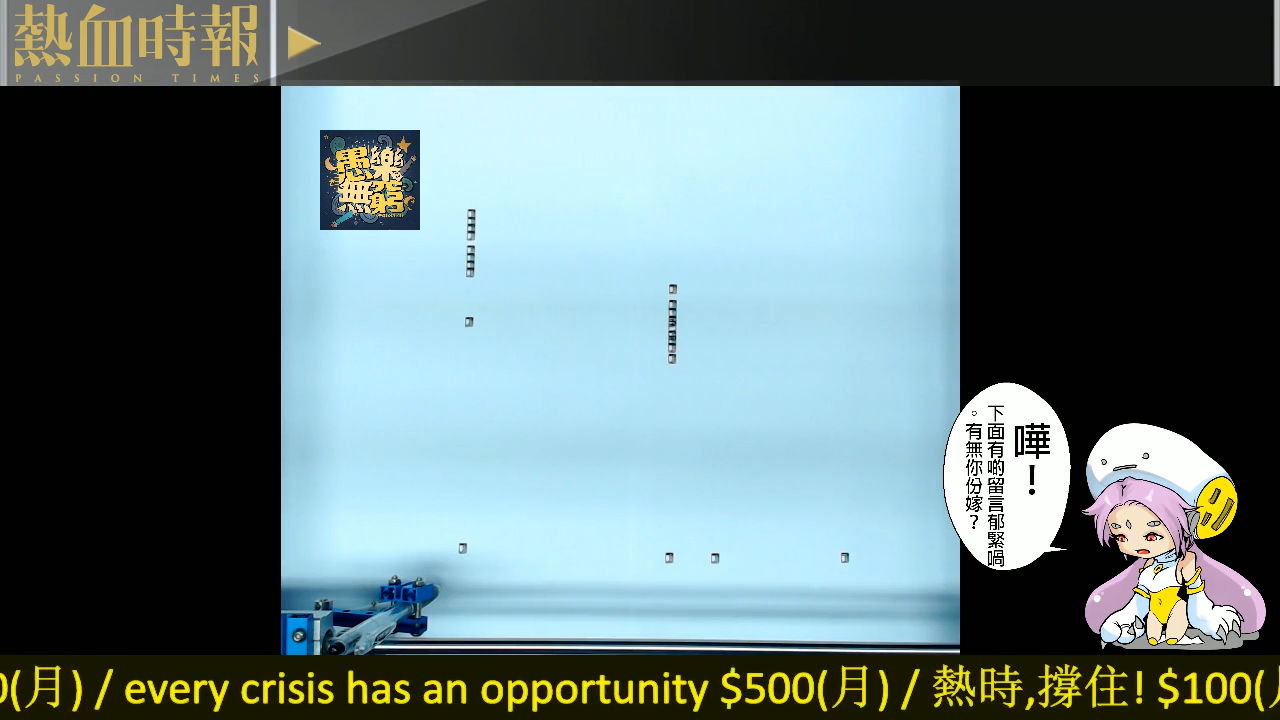 熱血時報
PASSION TIMES
愚樂
無窮
嘩！
下面有啲留言郁緊喎
。有無你份嫁？
0(月) / every crisis has an opportunity $500(月) / 熱時,撐住! $100(月